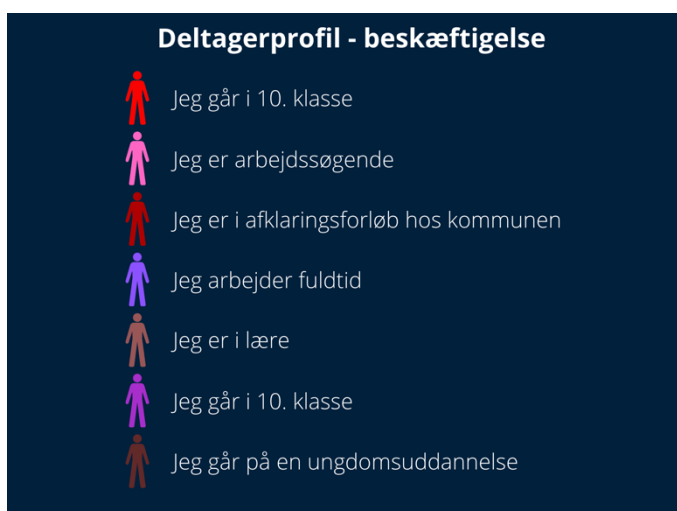 Deltagerprofil - beskæftigelse
Jeg går i 10. klasse
Jeg er arbejdssøgende
Jeg er i afklaringsforløb hos kommunen
Jeg arbejder fuldtid
Jeg er i lære
Jeg går i 10. klasse
Jeg går på en ungdomsuddannelse